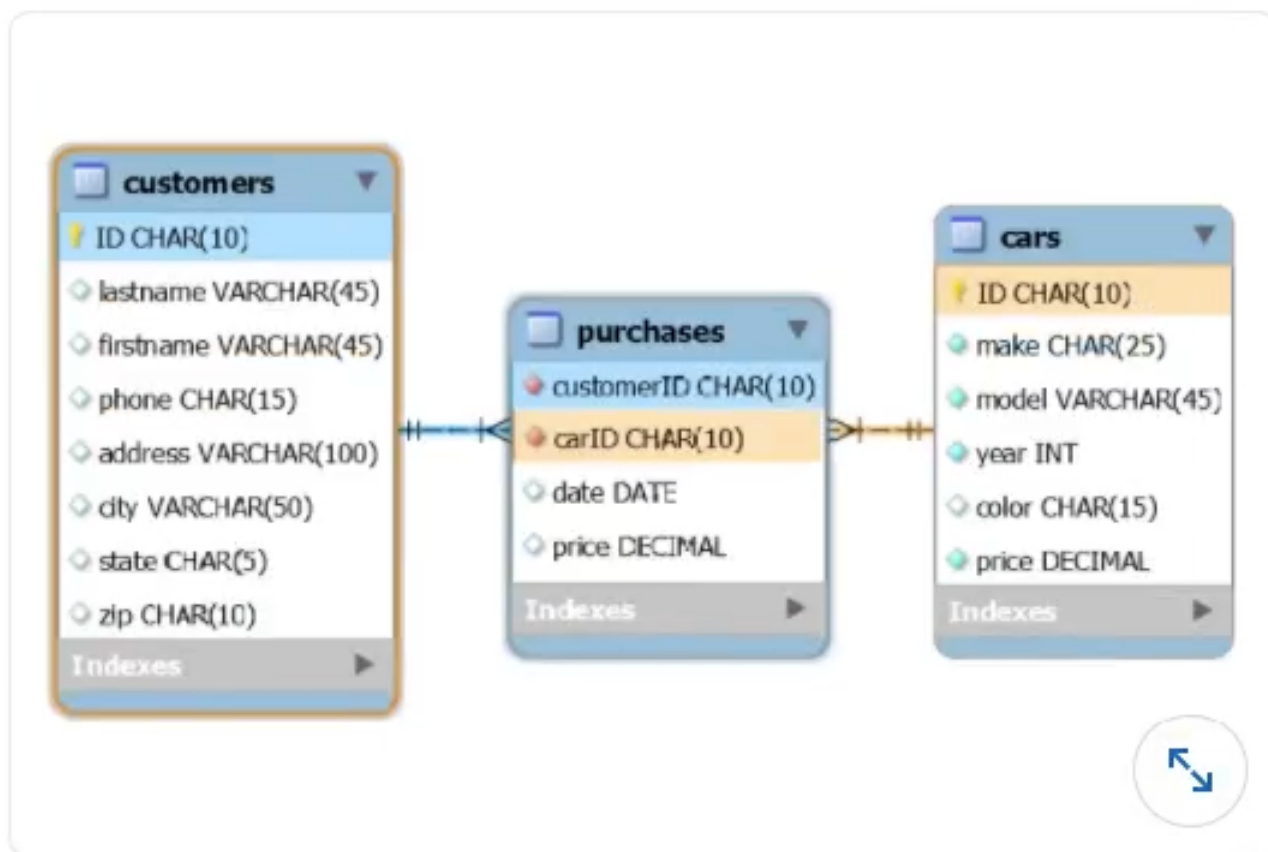 customers
ID CHAR(10)
lastname VARCHAR(45)
firstname VARCHAR(45)
phone CHAR(15)
address VARCHAR(100)
city VARCHAR(50)
state CHAR(5)
zip CHAR(10)
Indexes
purchases
customerID CHAR(10)
carID CHAR(10)
date DATE
price DECIMAL
Indexes
cars
ID CHAR(10)
make CHAR(25)
model VARCHAR(45)
year INT
color CHAR(15)
price DECIMAL
Indexes